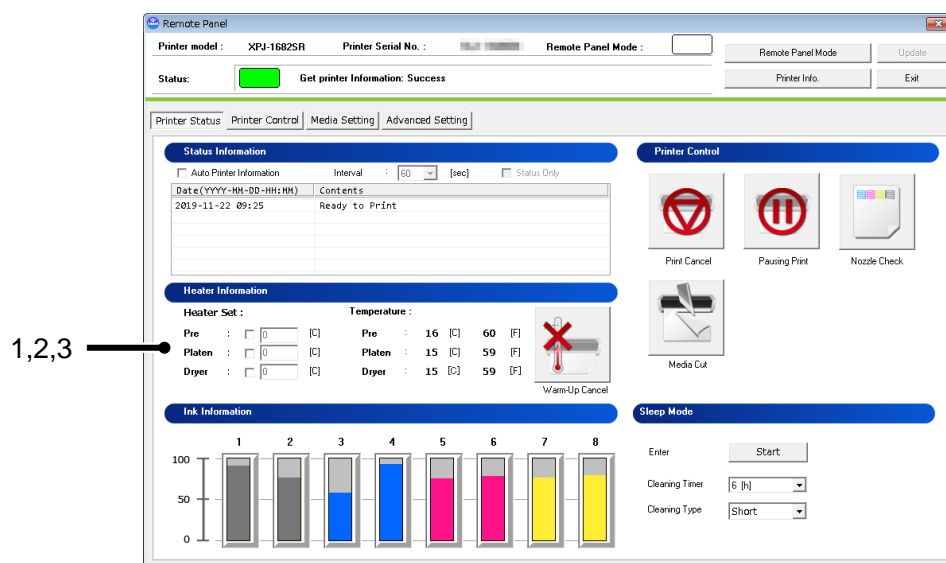 Remote Panel
Printer model : XPJ-1682SR Printer Serial No. : Remote Panel Mode :
Remote Panel Mode Update
Status: Get printer Information: Success
Printer Info. Exit
Printer Status Printer Control Media Setting Advanced Setting
Status Information
Auto Printer Information Interval : 60 [sec] Status Only
Date(YYYY-MM-DD-HH:MM) Contents
2019-11-22 09:25 Ready to Print
Printer Control
Print Cancel Pausing Print Nozzle Check
Media Cut
Heater Information
Heater Set : Temperature :
Pre : 0 [C] Pre : 16 [C] 60 [F]
Platen : 0 [C] Platen : 15 [C] 59 [F]
Dryer : 0 [C] Dryer : 15 [C] 59 [F]
Warm-Up Cancel
1,2,3
Ink Information
1 2 3 4 5 6 7 8
100
50
0
Sleep Mode
Enter Start
Cleaning Timer 6 [h]
Cleaning Type Short